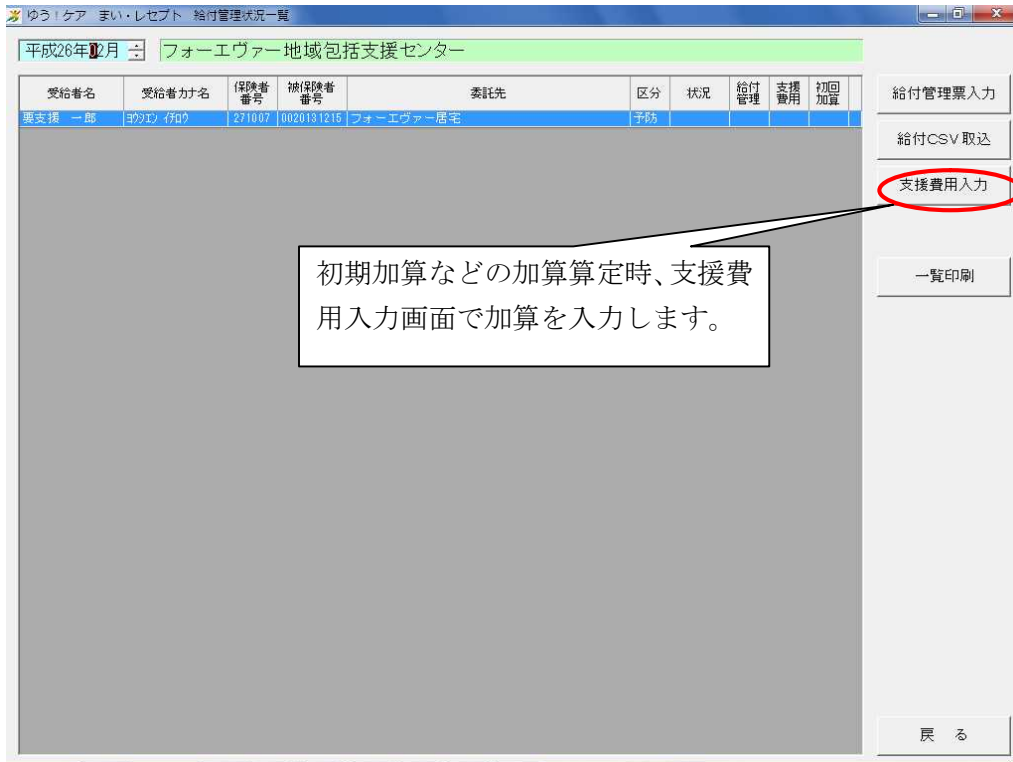 ゆう!ケア まい・レセプト 給付管理状況一覧
平成26年12月 フォーエヴァー地域包括支援センター
受給者名 受給者カナ名 保険者番号 被保険者番号 委託先 区分 状況 給付管理 支援費用 初回加算
要支援 一郎 ﾖｳｼｴﾝ ｲﾁﾛｳ 271007 0020131215 フォーエヴァー居宅 予防
給付管理票入力
給付CSV取込
支援費用入力
初期加算などの加算算定時、支援費
用入力画面で加算を入力します。
一覧印刷
戻 る